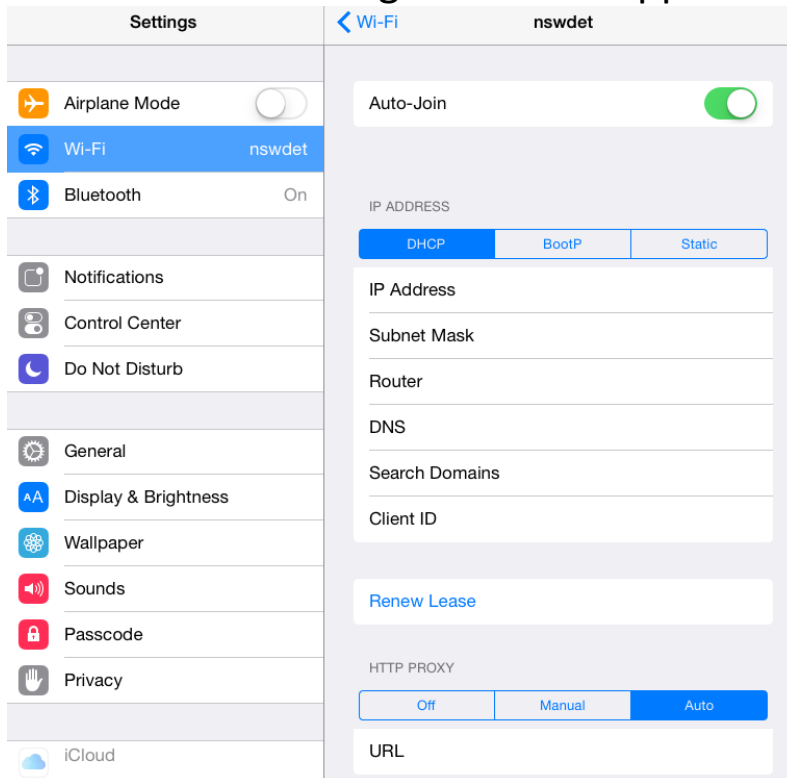 Settings
Wi-Fi nswdet
Airplane Mode
Wi-Fi nswdet
Bluetooth On
Notifications
Control Center
Do Not Disturb
General
AA Display & Brightness
Wallpaper
Sounds
Passcode
Privacy
iCloud
Auto-Join
IP ADDRESS
DHCP BootP Static
IP Address
Subnet Mask
Router
DNS
Search Domains
Client ID
Renew Lease
HTTP PROXY
Off Manual Auto
URL